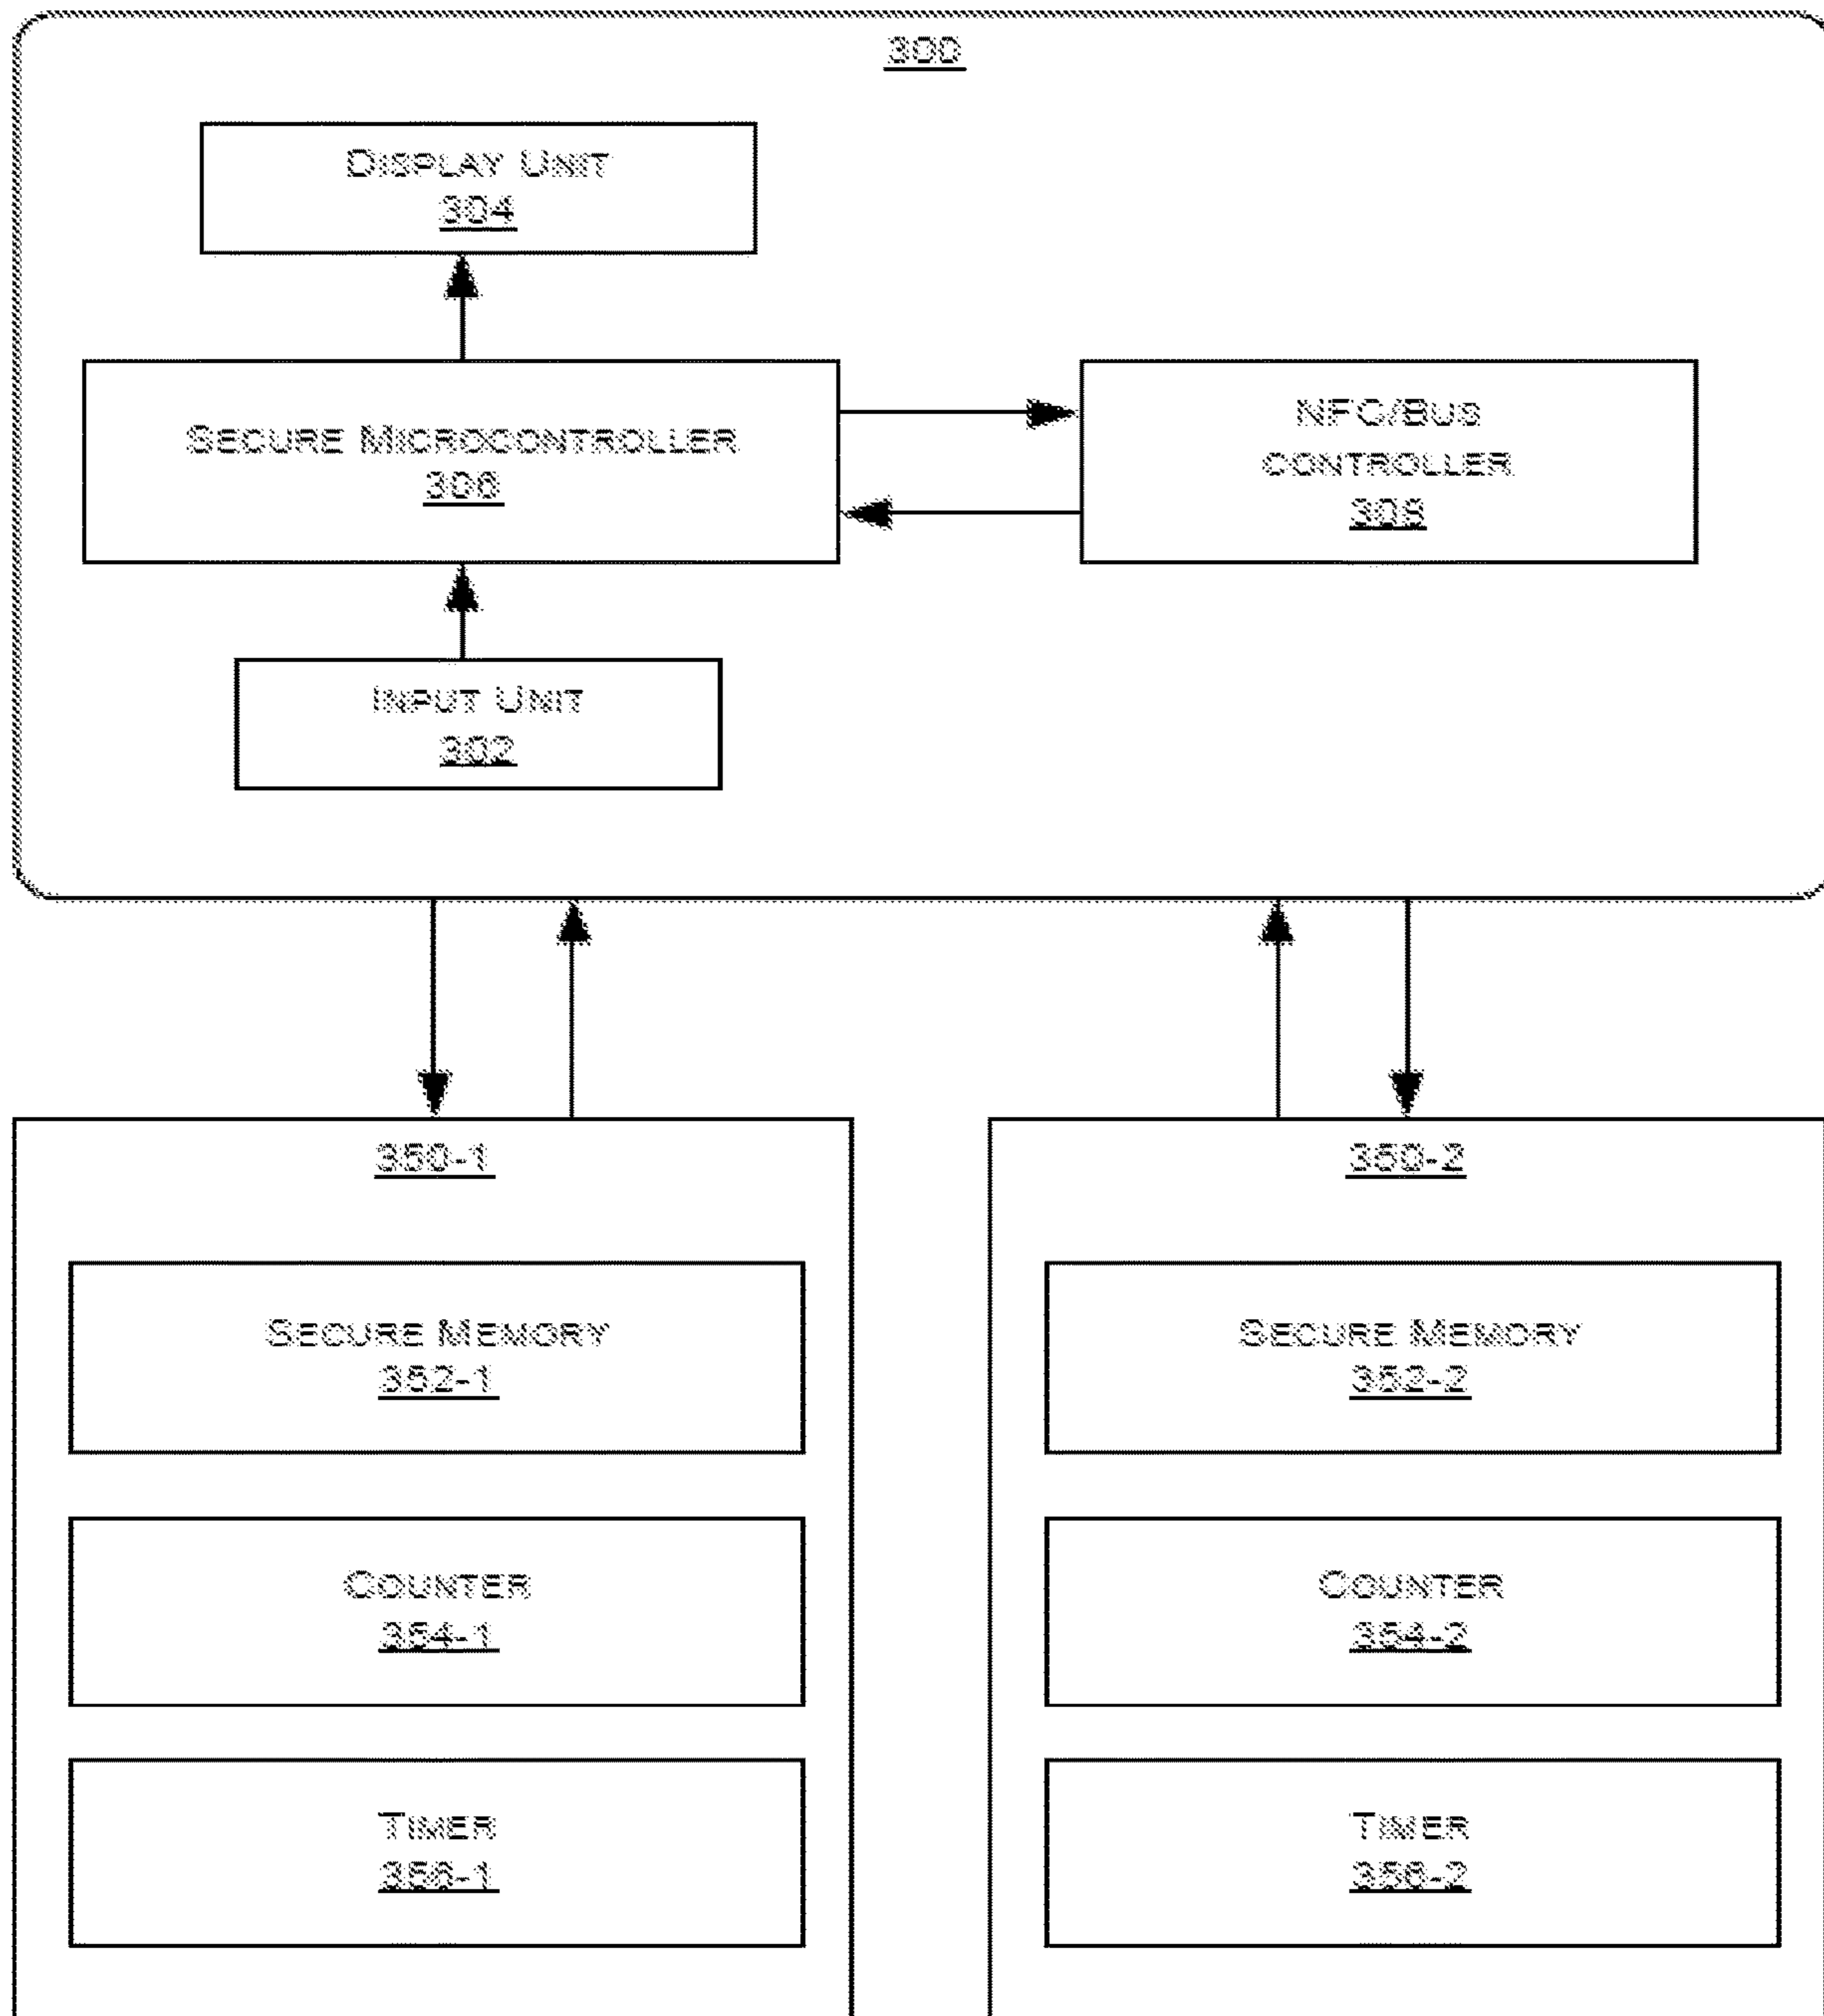 300
DISPLAY UNIT
304
SECURE MICROCONTROLLER
306
NFC/BUS
CONTROLLER
308
INPUT UNIT
302
350-1
350-2
SECURE MEMORY
352-1
SECURE MEMORY
352-2
COUNTER
354-1
COUNTER
354-2
TIMER
356-1
TIMER
356-2